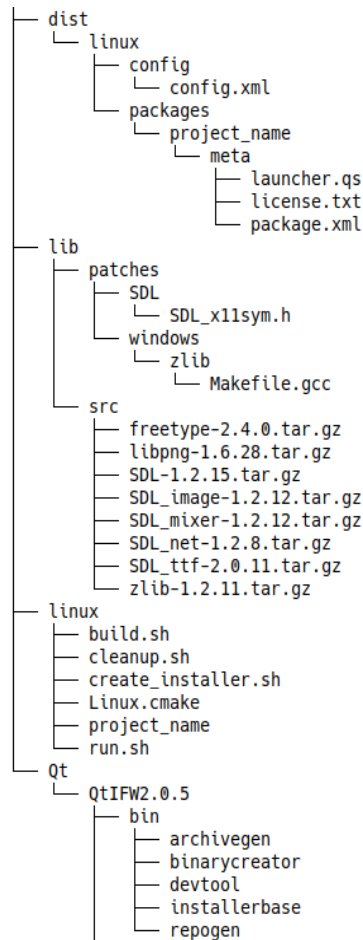 dist
linux
config
config.xml
packages
project_name
meta
launcher.qs
license.txt
package.xml
lib
patches
SDL
SDL_x11sym.h
windows
zlib
Makefile.gcc
src
freetype-2.4.0.tar.gz
libpng-1.6.28.tar.gz
SDL-1.2.15.tar.gz
SDL_image-1.2.12.tar.gz
SDL_mixer-1.2.12.tar.gz
SDL_net-1.2.8.tar.gz
SDL_ttf-2.0.11.tar.gz
zlib-1.2.11.tar.gz
linux
build.sh
cleanup.sh
create_installer.sh
Linux.cmake
project_name
run.sh
Qt
QtIFW2.0.5
bin
archivegen
binarycreator
devtool
installerbase
repogen